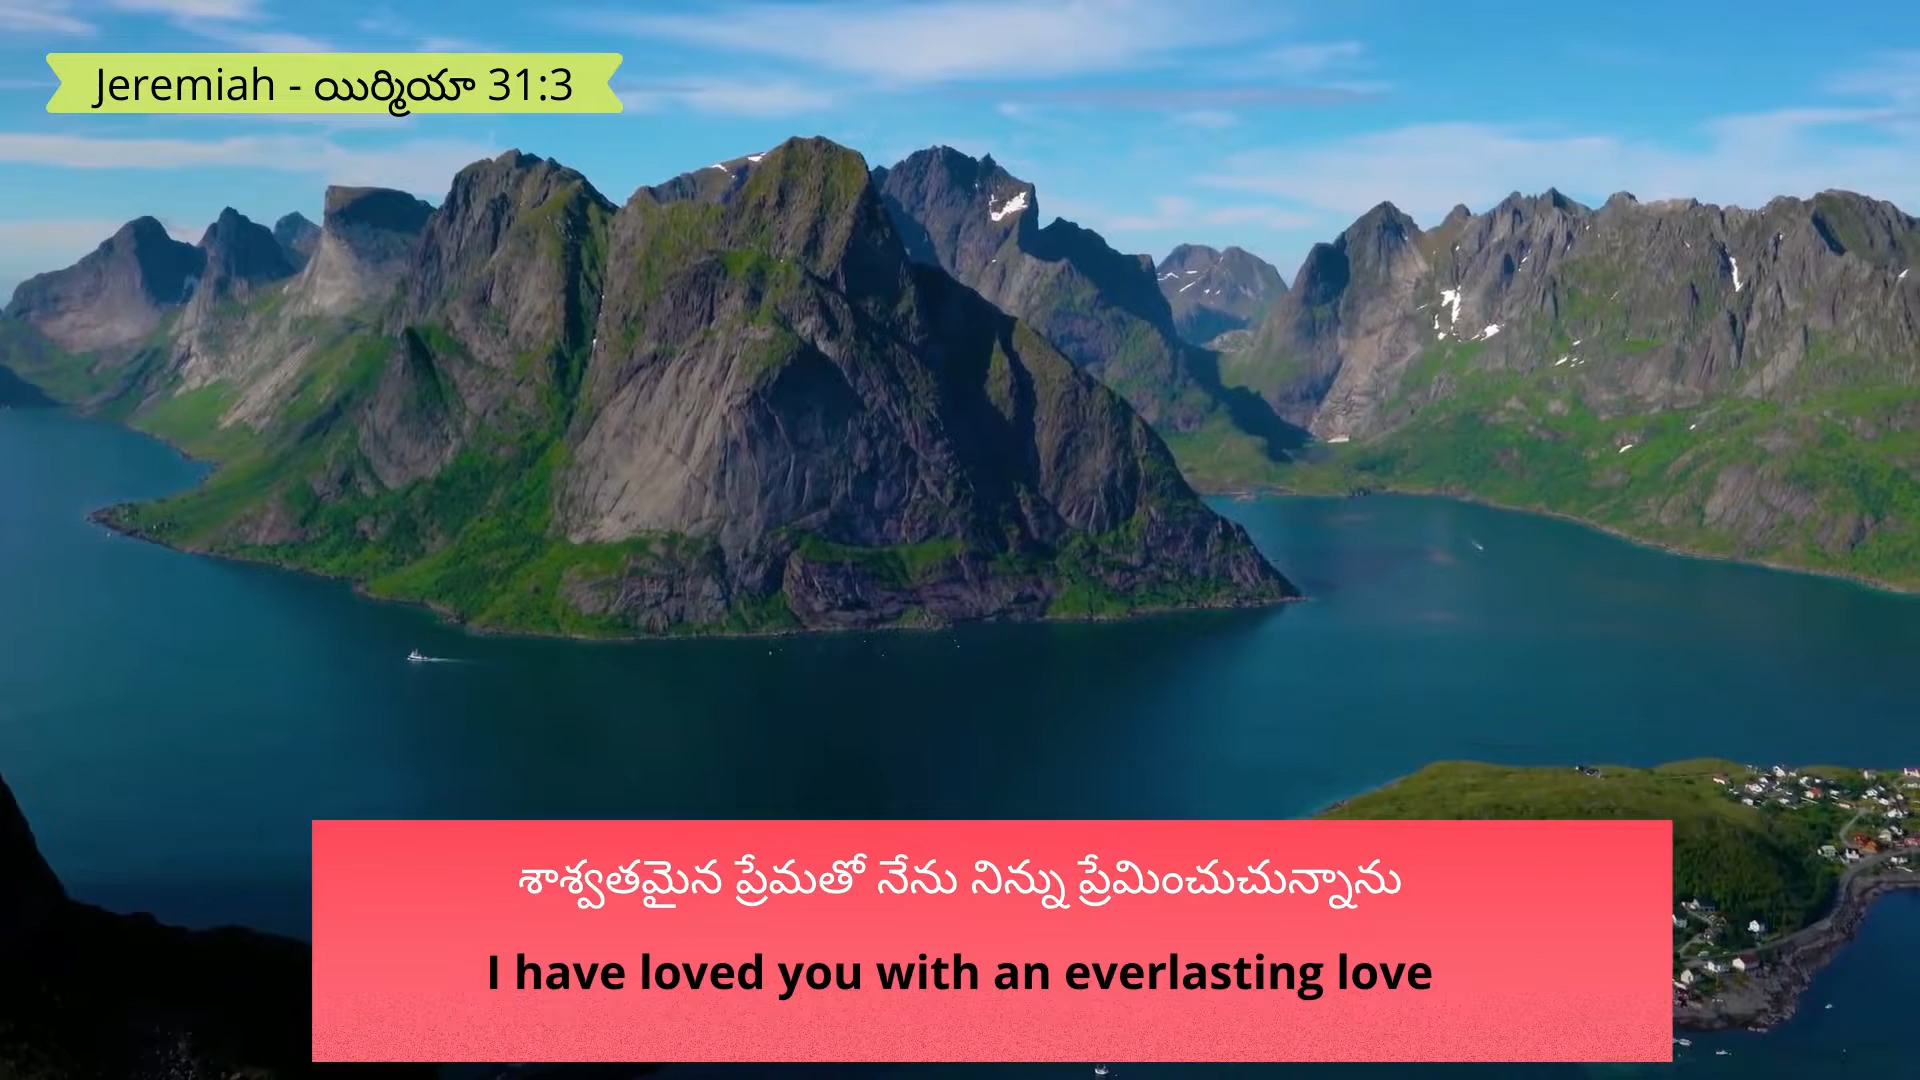 Jeremiah - యిర్మియా 31:3
శాశ్వతమైన ప్రేమతో నేను నిన్ను ప్రేమించుచున్నాను
I have loved you with an everlasting love